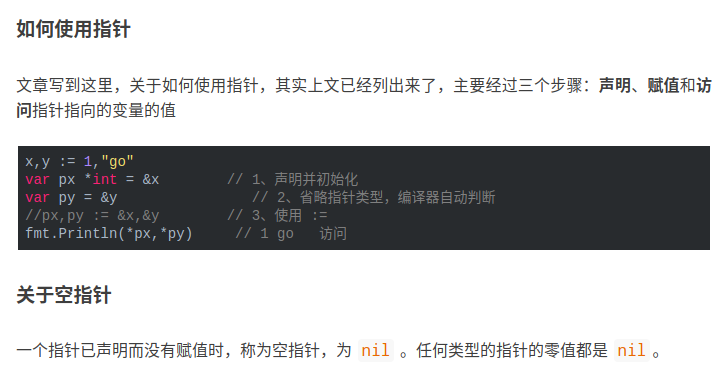 如何使用指针
文章写到这里，关于如何使用指针，其实上文已经列出来了，主要经过三个步骤：声明、赋值和访
问指针指向的变量的值
x,y := 1,"go"
var px *int = &x        // 1、声明并初始化
var py = &y                // 2、省略指针类型，编译器自动判断
//px,py := &x,&y        // 3、使用 :=
fmt.Println(*px,*py)     // 1 go   访问
关于空指针
一个指针已声明而没有赋值时，称为空指针，为 nil 。任何类型的指针的零值都是 nil 。